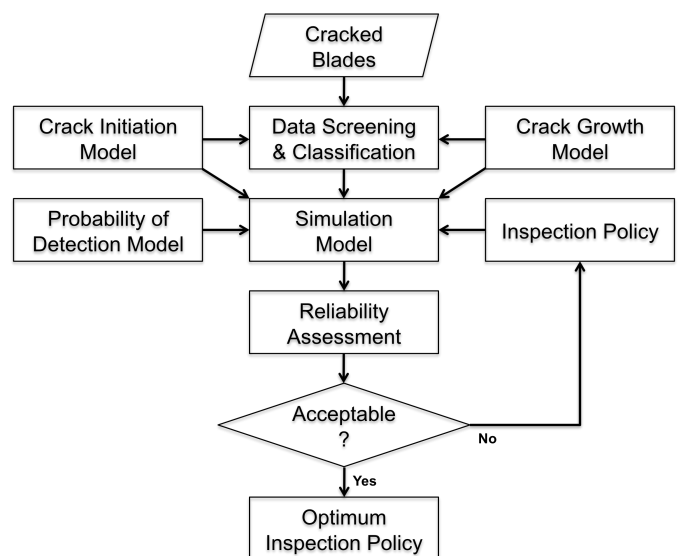 Cracked
Blades
Crack Initiation
Model
Data Screening
& Classification
Crack Growth
Model
Probability of
Detection Model
Simulation
Model
Inspection Policy
Reliability
Assessment
Acceptable
?
No
Yes
Optimum
Inspection Policy